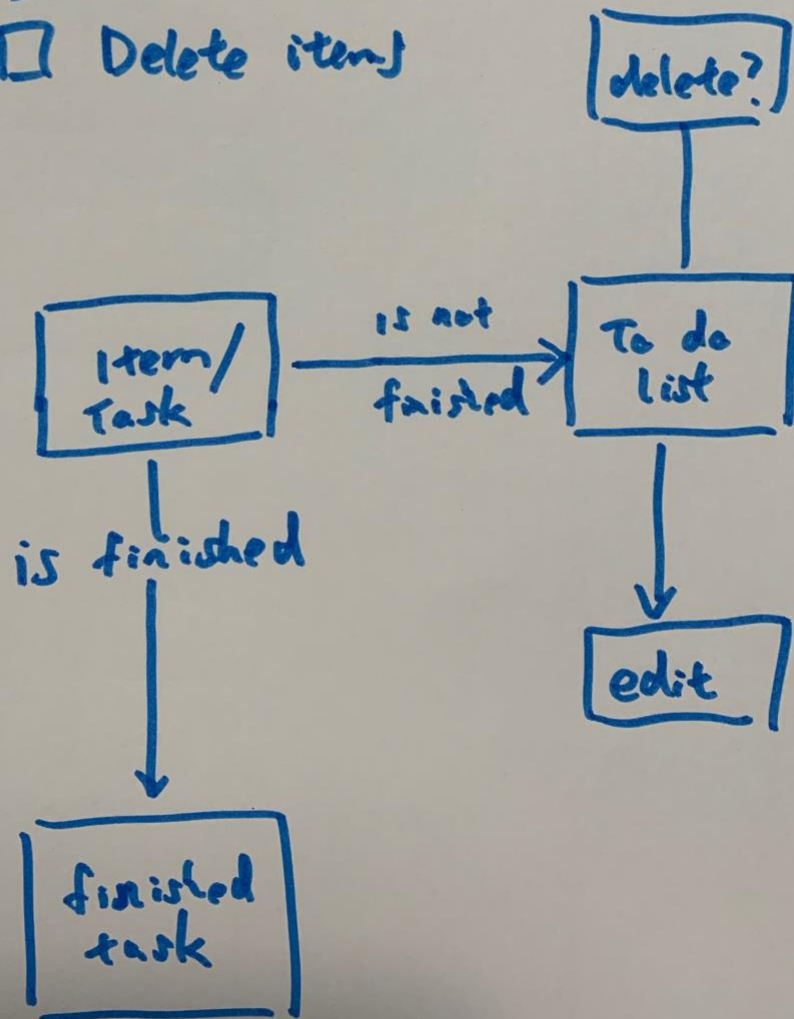 Delete items
delete?
Item/
Task
is not
finished
To do
list
is finished
edit
finished
task